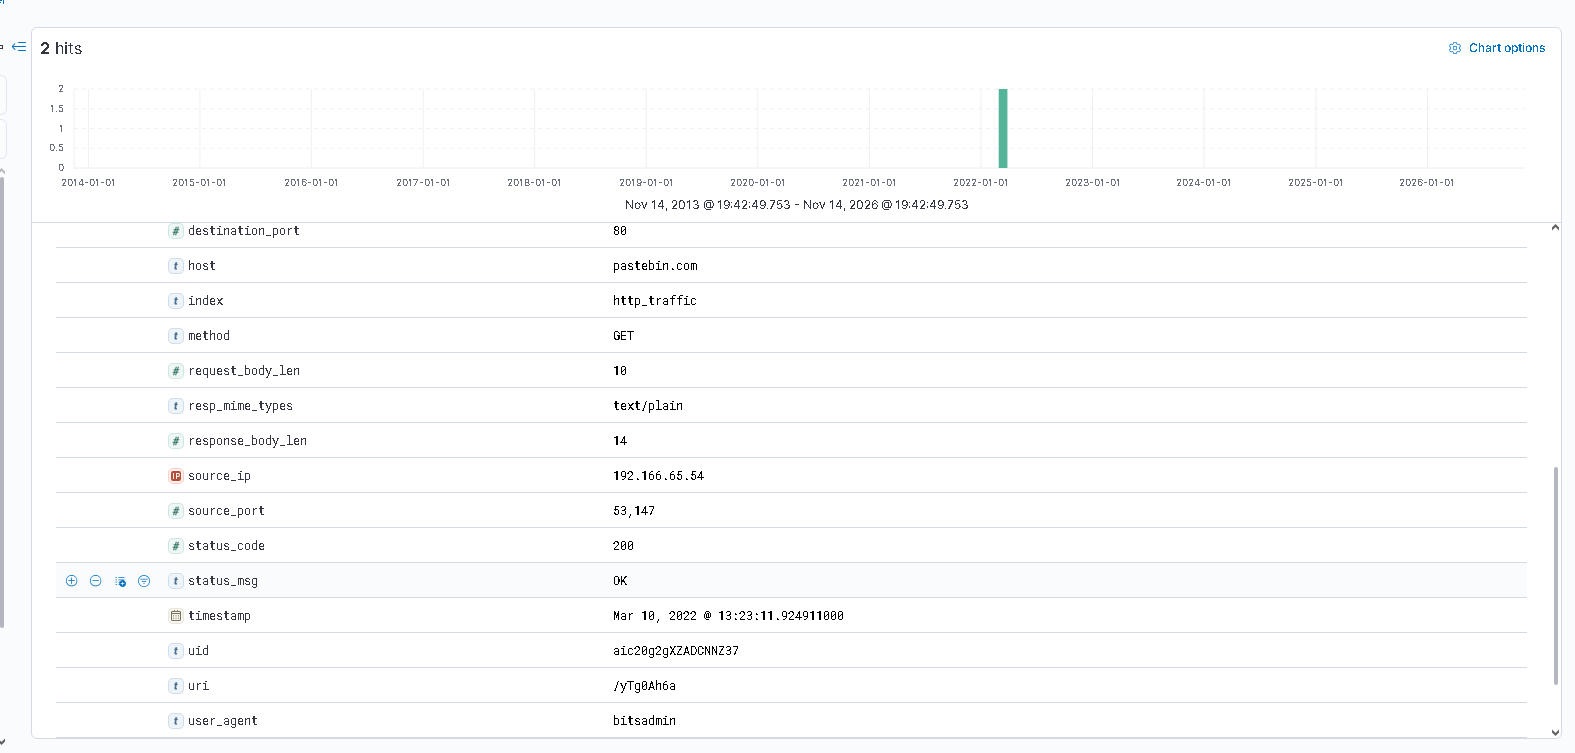 2 hits
Chart options
2
1.5
1
0.5
0
2014-01-01 2015-01-01 2016-01-01 2017-01-01 2018-01-01 2019-01-01 2020-01-01 2021-01-01 2022-01-01 2023-01-01 2024-01-01 2025-01-01 2026-01-01
Nov 14, 2013 @ 19:42:49.753 - Nov 14, 2026 @ 19:42:49.753
# destination_port 80
t host pastebin.com
t index http_traffic
t method GET
# request_body_len 10
t resp_mime_types text/plain
# response_body_len 14
IP source_ip 192.166.65.54
# source_port 53,147
# status_code 200
t status_msg OK
timestamp Mar 10, 2022 @ 13:23:11.924911000
t uid aic20g2gXZADCNNZ37
t uri /yTg0Ah6a
t user_agent bitsadmin